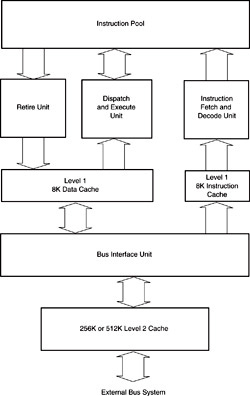 Instruction Pool
Retire Unit
Dispatch
and Execute
Unit
Instruction
Fetch and
Decode Unit
Level 1
8K Data Cache
Level 1
8K Instruction
Cache
Bus Interface Unit
256K or 512K Level 2 Cache
External Bus System